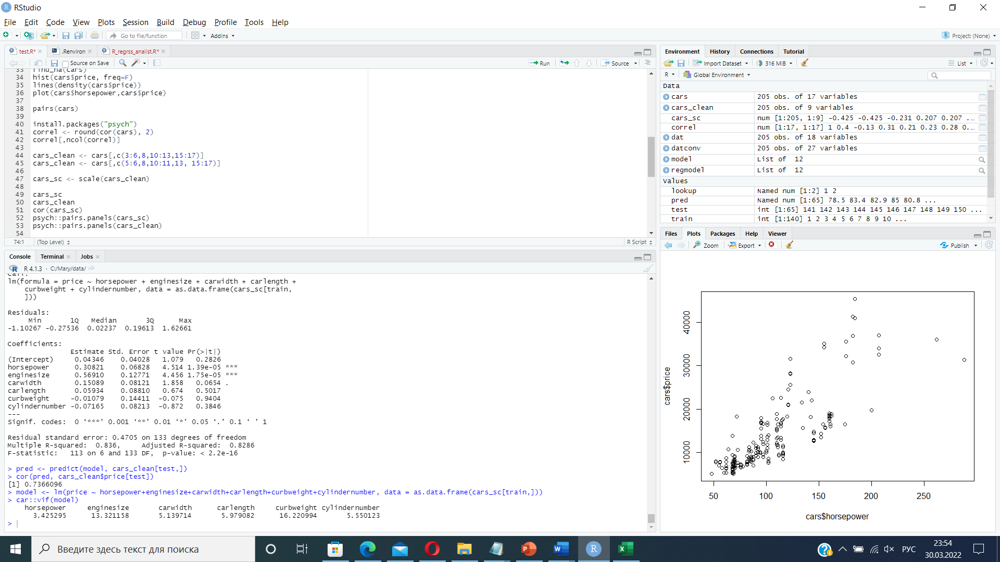 RStudio
File Edit Code View Plots Session Build Debug Profile Tools Help
Go to file/function Addins Project: (None)
test.R* .Renviron R_regrss_analist.R*
Source on Save Run Source
33 find_na(cars)
34 hist(cars$price, freq=F)
35 lines(density(cars$price))
36 plot(cars$horsepower,cars$price)
37
38 pairs(cars)
39
40 install.packages("psych")
41 correl <- round(cor(cars), 2)
42 correl[,ncol(correl)]
43
44 cars_clean <- cars[,c(3:6,8,10:13,15:17)]
45 cars_clean <- cars[,c(5:6,8,10:11,13, 15:17)]
46
47 cars_sc <- scale(cars_clean)
48
49 cars_sc
50 cars_clean
51 cor(cars_sc)
52 psych::pairs.panels(cars_sc)
53 psych::pairs.panels(cars_clean)
54
74:1 (Top Level) R Script
Console Terminal Jobs
R 4.1.3 · C:/Mary/data/
Call:
lm(formula = price ~ horsepower + enginesize + carwidth + carlength +
    curbweight + cylindernumber, data = as.data.frame(cars_sc[train,
    ]))
Residuals:
     Min       1Q   Median       3Q      Max
-1.10267 -0.27536  0.02237  0.19613  1.62661
Coefficients:
               Estimate Std. Error t value Pr(>|t|)
(Intercept)     0.04346    0.04028   1.079   0.2826
horsepower      0.30821    0.06828   4.514 1.39e-05 ***
enginesize      0.56910    0.12771   4.456 1.75e-05 ***
carwidth        0.15089    0.08121   1.858   0.0654 .
carlength       0.05934    0.08810   0.674   0.5017
curbweight     -0.01079    0.14411  -0.075   0.9404
cylindernumber -0.07165    0.08213  -0.872   0.3846
---
Signif. codes:  0 ‘***’ 0.001 ‘**’ 0.01 ‘*’ 0.05 ‘.’ 0.1 ‘ ’ 1
Residual standard error: 0.4705 on 133 degrees of freedom
Multiple R-squared:  0.836,     Adjusted R-squared:  0.8286
F-statistic:   113 on 6 and 133 DF,  p-value: < 2.2e-16
> pred <- predict(model, cars_clean[test,])
> cor(pred, cars_clean$price[test])
[1] 0.7366096
> model <- lm(price ~ horsepower+enginesize+carwidth+carlength+curbweight+cylindernumber, data = as.data.frame(cars_sc[train,]))
> car::vif(model)
    horsepower     enginesize       carwidth      carlength     curbweight cylindernumber
      3.425295      13.321158       5.139714       5.979082      16.220994       5.550123
>
Environment History Connections Tutorial
Import Dataset 316 MiB List
R Global Environment
Data
cars 205 obs. of 17 variables
cars_clean 205 obs. of 9 variables
cars_sc num [1:205, 1:9] -0.425 -0.425 -0.231 0.207 0.207 ...
correl num [1:17, 1:17] 1 0.4 -0.13 0.31 0.21 0.23 0.28 0...
dat 205 obs. of 18 variables
datconv 205 obs. of 27 variables
model List of 12
regmodel List of 12
Values
lookup Named num [1:2] 1 2
pred Named num [1:65] 78.5 83.4 82.9 85 80.8 ...
test int [1:65] 141 142 143 144 145 146 147 148 149 150 ...
train int [1:140] 1 2 3 4 5 6 7 8 9 10 ...
Files Plots Packages Help Viewer
Zoom Export Publish
cars$price
40000
30000
20000
10000
50 100 150 200 250
cars$horsepower
Введите здесь текст для поиска
РУС
23:54
30.03.2022